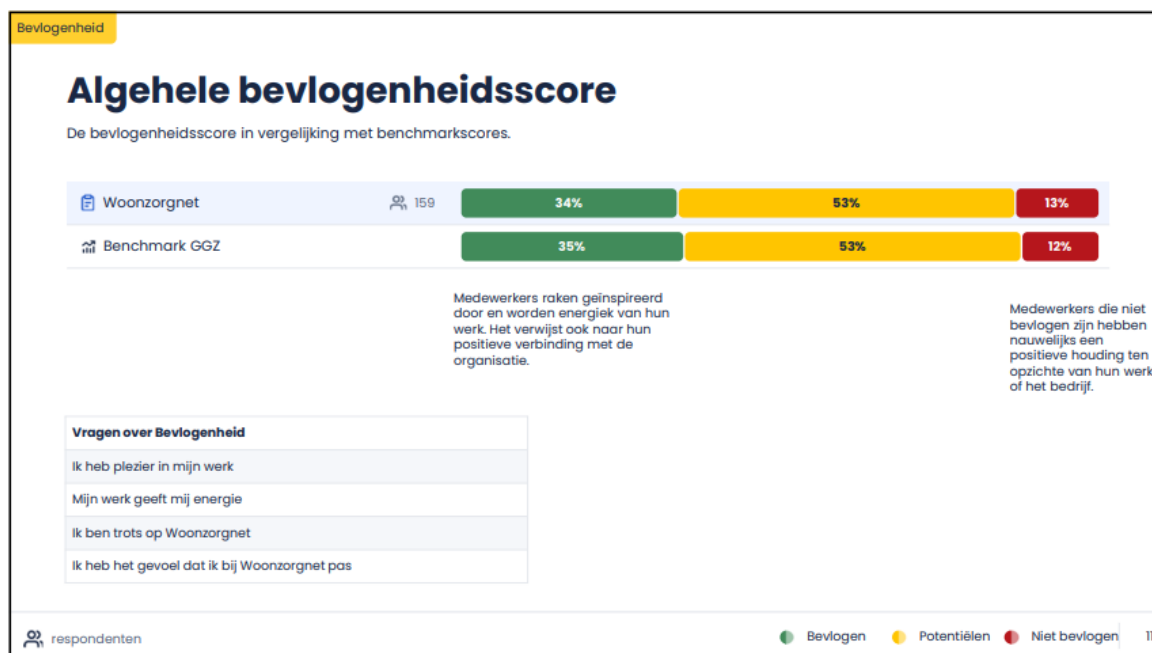 Bevlogenheid
Algehele bevlogenheidsscore
De bevlogenheidsscore in vergelijking met benchmarkscores.
Woonzorgnet 159 34% 53% 13%
Benchmark GGZ 35% 53% 12%
Medewerkers raken geïnspireerd
door en worden energiek van hun
werk. Het verwijst ook naar hun
positieve verbinding met de
organisatie.
Medewerkers die niet
bevlogen zijn hebben
nauwelijks een
positieve houding ten
opzichte van hun werk
of het bedrijf.
Vragen over Bevlogenheid
Ik heb plezier in mijn werk
Mijn werk geeft mij energie
Ik ben trots op Woonzorgnet
Ik heb het gevoel dat ik bij Woonzorgnet pas
respondenten Bevlogen Potentiëlen Niet bevlogen 11